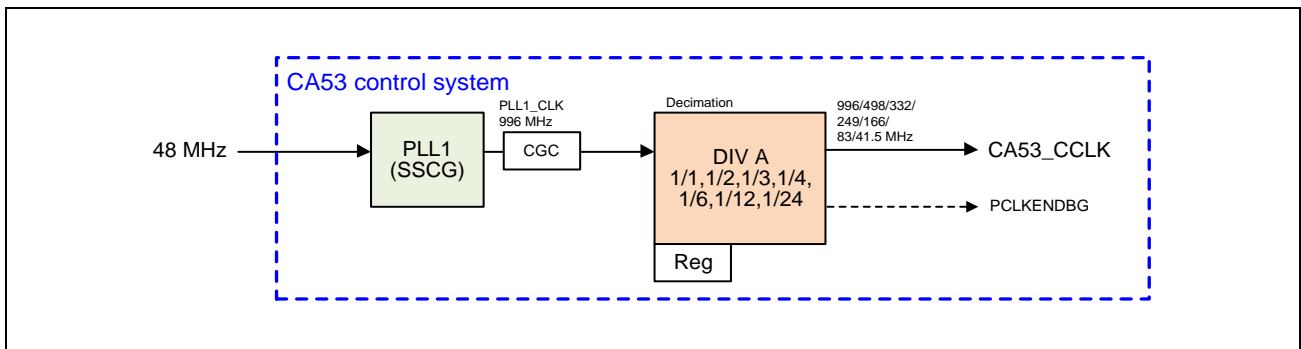 CA53 control system
48 MHz
PLL1
(SSCG)
PLL1_CLK
996 MHz
CGC
Decimation
DIV A
1/1,1/2,1/3,1/4,
1/6,1/12,1/24
Reg
996/498/332/
249/166/
83/41.5 MHz
CA53_CCLK
PCLKENDBG